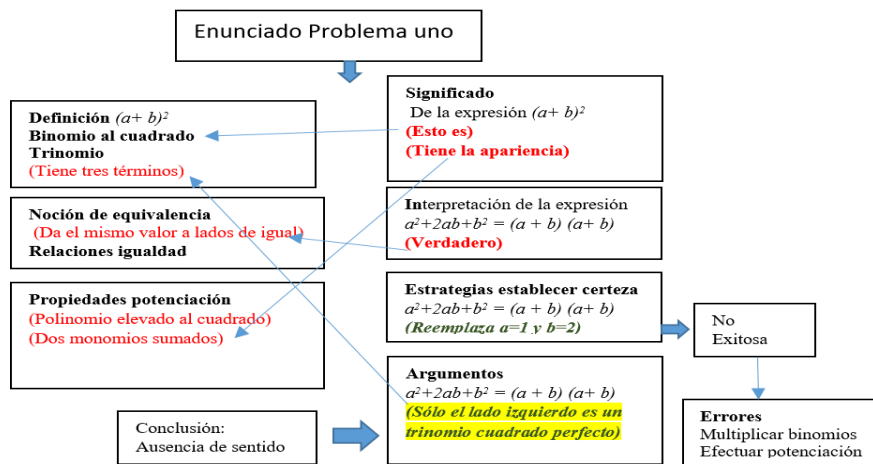 Enunciado Problema uno
Definición (a+ b)²
Binomio al cuadrado
Trinomio
(Tiene tres términos)
Noción de equivalencia
(Da el mismo valor a lados de igual)
Relaciones igualdad
Propiedades potenciación
(Polinomio elevado al cuadrado)
(Dos monomios sumados)
Conclusión:
Ausencia de sentido
Significado
De la expresión (a+ b)²
(Esto es)
(Tiene la apariencia)
Interpretación de la expresión
a²+2ab+b² = (a + b) (a+ b)
(Verdadero)
Estrategias establecer certeza
a²+2ab+b² = (a + b) (a+ b)
(Reemplaza a=1 y b=2)
Argumentos
a²+2ab+b² = (a + b) (a+ b)
(Sólo el lado izquierdo es un
trinomio cuadrado perfecto)
No
Exitosa
Errores
Multiplicar binomios
Efectuar potenciación